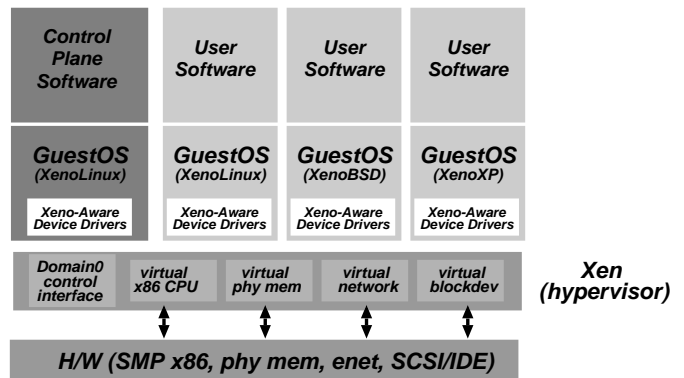 Control
Plane
Software
User
Software
User
Software
User
Software
GuestOS
(XenoLinux)
Xeno-Aware
Device Drivers
GuestOS
(XenoLinux)
Xeno-Aware
Device Drivers
GuestOS
(XenoBSD)
Xeno-Aware
Device Drivers
GuestOS
(XenoXP)
Xeno-Aware
Device Drivers
Domain0
control
interface
virtual
x86 CPU
virtual
phy mem
virtual
network
virtual
blockdev
Xen
(hypervisor)
H/W (SMP x86, phy mem, enet, SCSI/IDE)